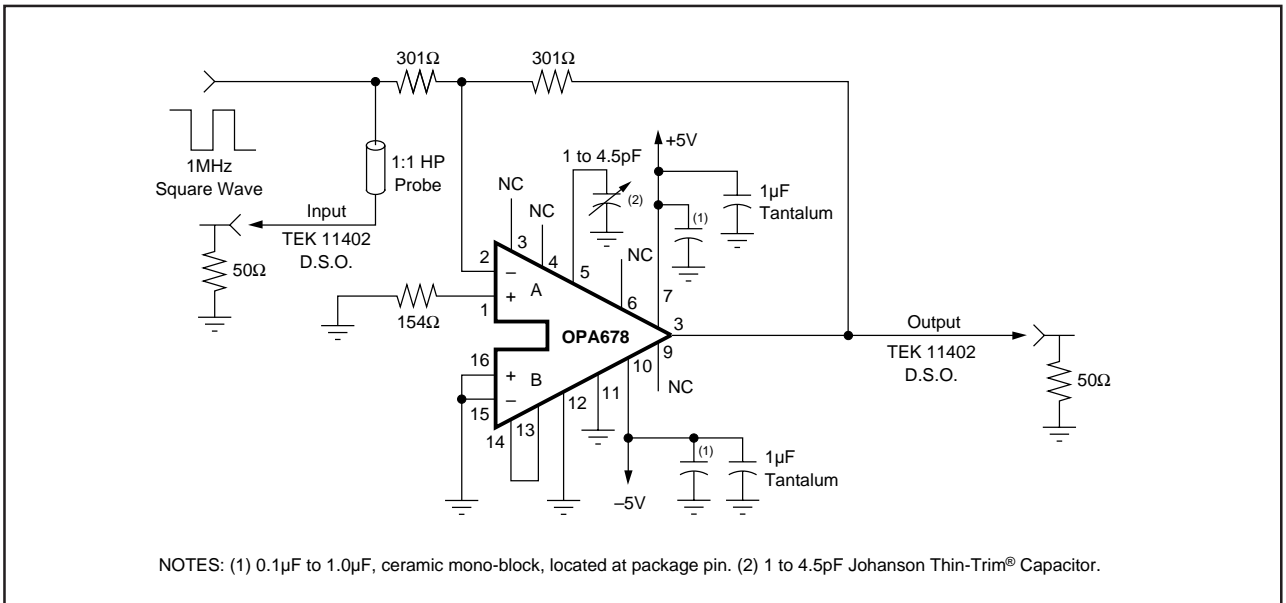 301Ω
301Ω
1MHz
Square Wave
1:1 HP
Probe
Input
TEK 11402
D.S.O.
50Ω
154Ω
NC
NC
1 to 4.5pF
(2)
+5V
(1)
1µF
Tantalum
NC
2
–
3
4
5
6
7
A
1
+
OPA678
3
9
NC
Output
TEK 11402
D.S.O.
50Ω
16
+
B
15
–
14
13
12
11
10
(1)
1µF
Tantalum
–5V
NOTES: (1) 0.1µF to 1.0µF, ceramic mono-block, located at package pin. (2) 1 to 4.5pF Johanson Thin-Trim® Capacitor.